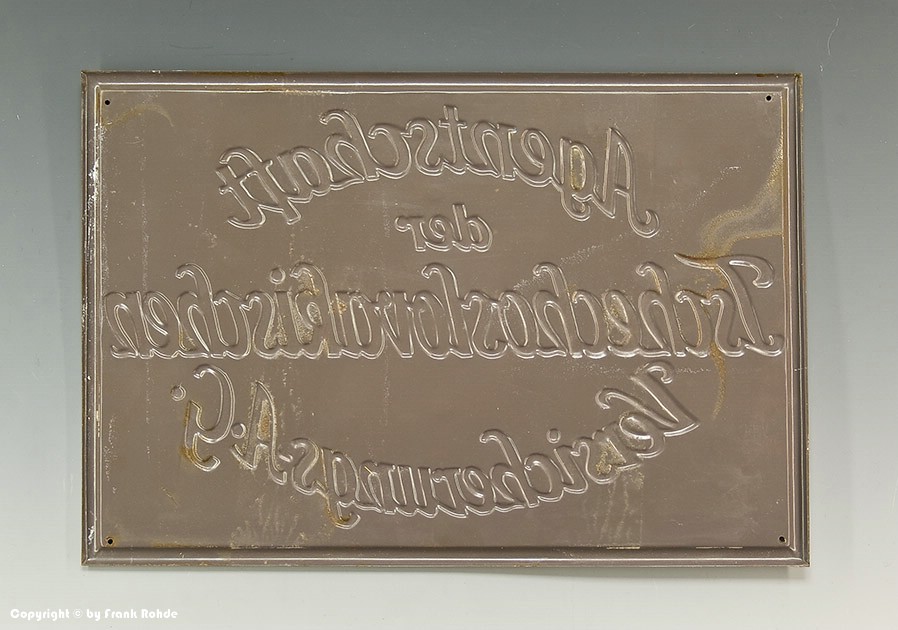 Agentschaft
der
Tschechoslovakischen
Versicherungs-A.G.
Copyright © by Frank Rohde